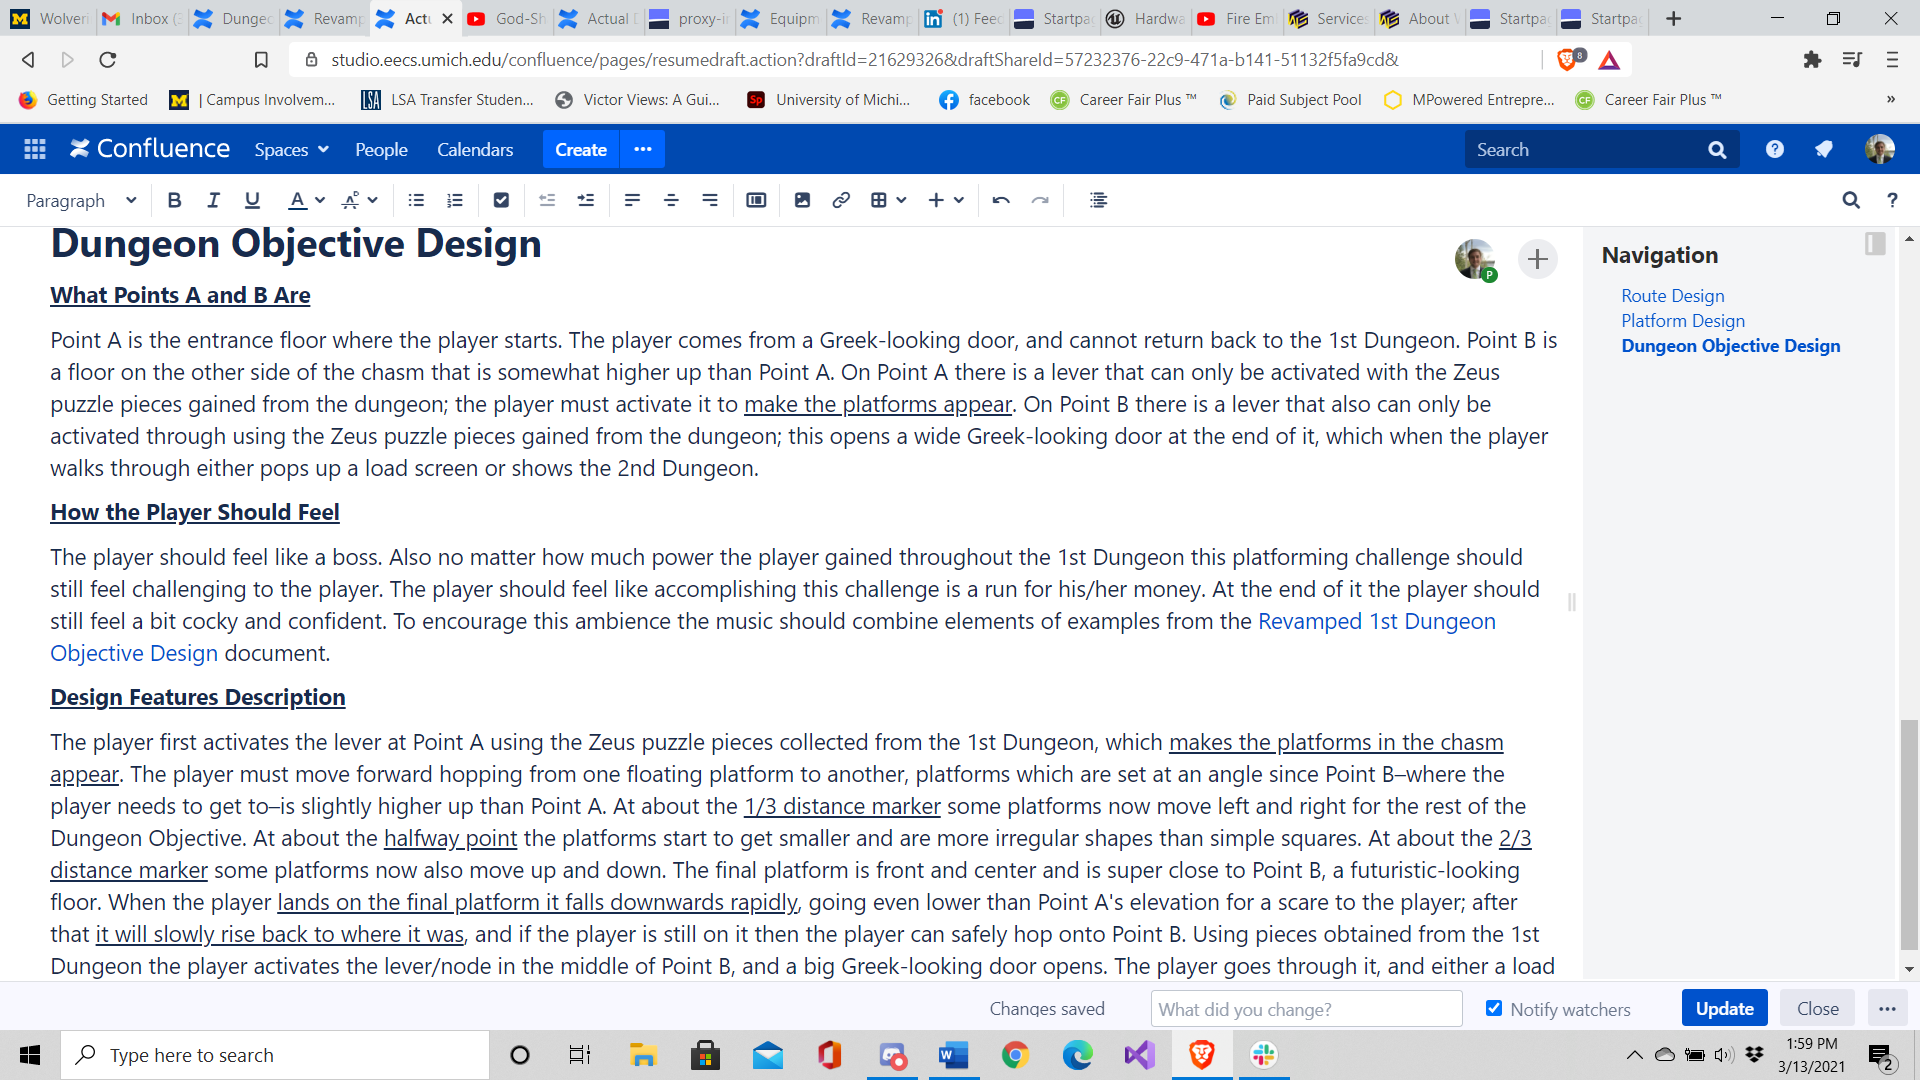 Wolveri
Inbox (3
Dungeo
Revamp
Actu
God-Sh
Actual D
proxy-in
Equipm
Revamp
(1) Feed
Startpag
Hardwa
Fire Em
Services
About W
Startpag
Startpag
studio.eecs.umich.edu/confluence/pages/resumedraft.action?draftId=21629326&draftShareId=57232376-22c9-471a-b141-51132f5fa9cd&
8
Getting Started
| Campus Involvem...
LSA Transfer Studen...
Victor Views: A Gui...
University of Michi...
facebook
Career Fair Plus ™
Paid Subject Pool
MPowered Entrepre...
Career Fair Plus ™
»
Confluence
Spaces
People
Calendars
Create
Search
Paragraph
Dungeon Objective Design
What Points A and B Are
Point A is the entrance floor where the player starts. The player comes from a Greek-looking door, and cannot return back to the 1st Dungeon. Point B is
a floor on the other side of the chasm that is somewhat higher up than Point A. On Point A there is a lever that can only be activated with the Zeus
puzzle pieces gained from the dungeon; the player must activate it to make the platforms appear. On Point B there is a lever that also can only be
activated through using the Zeus puzzle pieces gained from the dungeon; this opens a wide Greek-looking door at the end of it, which when the player
walks through either pops up a load screen or shows the 2nd Dungeon.
How the Player Should Feel
The player should feel like a boss. Also no matter how much power the player gained throughout the 1st Dungeon this platforming challenge should
still feel challenging to the player. The player should feel like accomplishing this challenge is a run for his/her money. At the end of it the player should
still feel a bit cocky and confident. To encourage this ambience the music should combine elements of examples from the Revamped 1st Dungeon
Objective Design document.
Design Features Description
The player first activates the lever at Point A using the Zeus puzzle pieces collected from the 1st Dungeon, which makes the platforms in the chasm
appear. The player must move forward hopping from one floating platform to another, platforms which are set at an angle since Point B–where the
player needs to get to–is slightly higher up than Point A. At about the 1/3 distance marker some platforms now move left and right for the rest of the
Dungeon Objective. At about the halfway point the platforms start to get smaller and are more irregular shapes than simple squares. At about the 2/3
distance marker some platforms now also move up and down. The final platform is front and center and is super close to Point B, a futuristic-looking
floor. When the player lands on the final platform it falls downwards rapidly, going even lower than Point A's elevation for a scare to the player; after
that it will slowly rise back to where it was, and if the player is still on it then the player can safely hop onto Point B. Using pieces obtained from the 1st
Dungeon the player activates the lever/node in the middle of Point B, and a big Greek-looking door opens. The player goes through it, and either a load
Navigation
Route Design
Platform Design
Dungeon Objective Design
Changes saved
What did you change?
Notify watchers
Update
Close
Type here to search
1:59 PM
3/13/2021
2